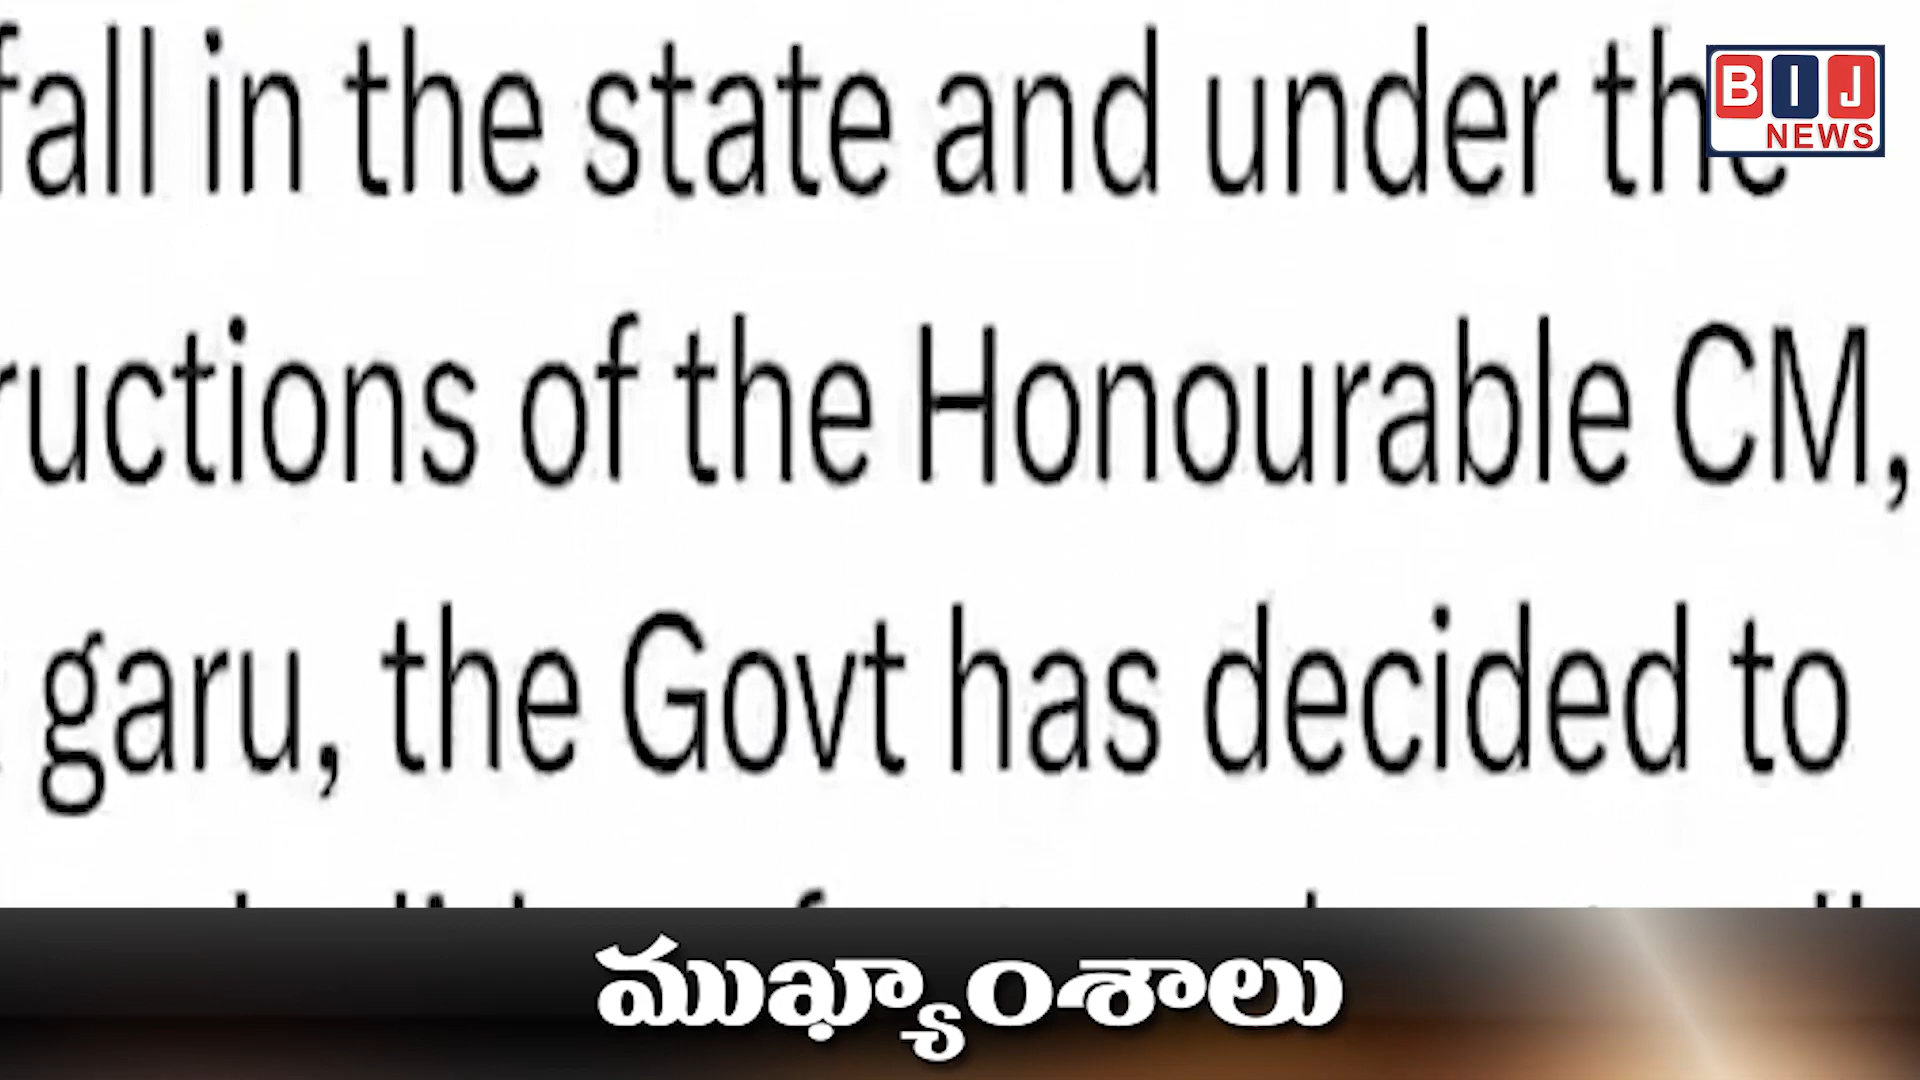 fall in the state and under the
ructions of the Honourable CM,
garu, the Govt has decided to
BIJ
NEWS
ముఖ్యాంశాలు